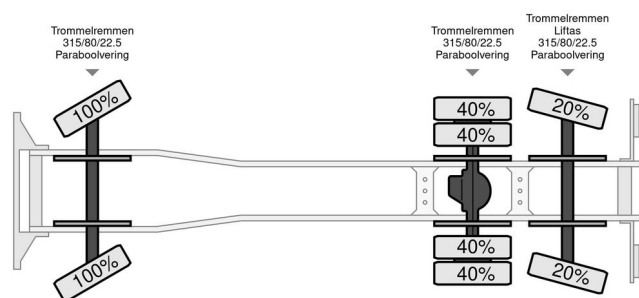 Trommelremmen
315/80/22.5
Paraboolvering
Trommelremmen
315/80/22.5
Paraboolvering
Trommelremmen
Liftas
315/80/22.5
Paraboolvering
100%
40%
40%
20%
100%
40%
40%
20%